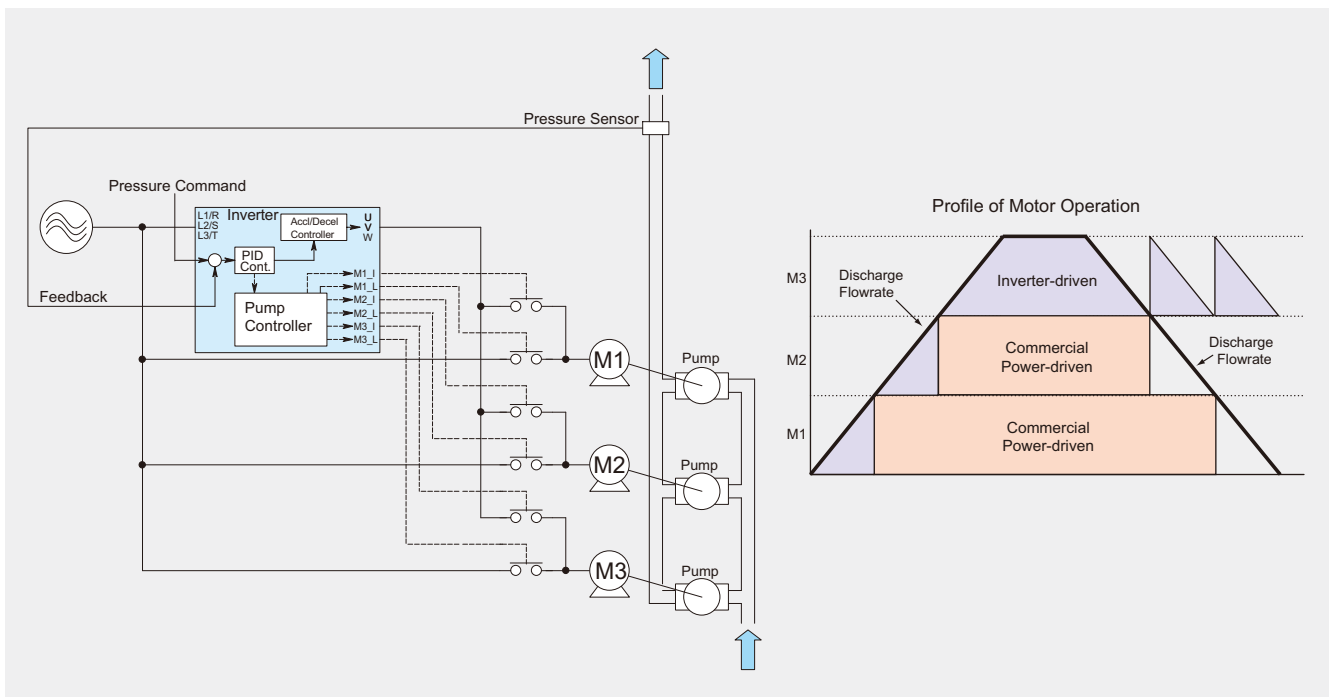 Pressure Sensor
Pressure Command
L1/R
L2/S
L3/T
Inverter
Accl/Decel
Controller
U
V
W
PID
Cont.
Feedback
Pump
Controller
M1_I
M1_L
M2_I
M2_L
M3_I
M3_L
M1
Pump
M2
Pump
M3
Pump
Profile of Motor Operation
M3
Discharge
Flowrate
Inverter-driven
M2
Commercial
Power-driven
Discharge
Flowrate
M1
Commercial
Power-driven